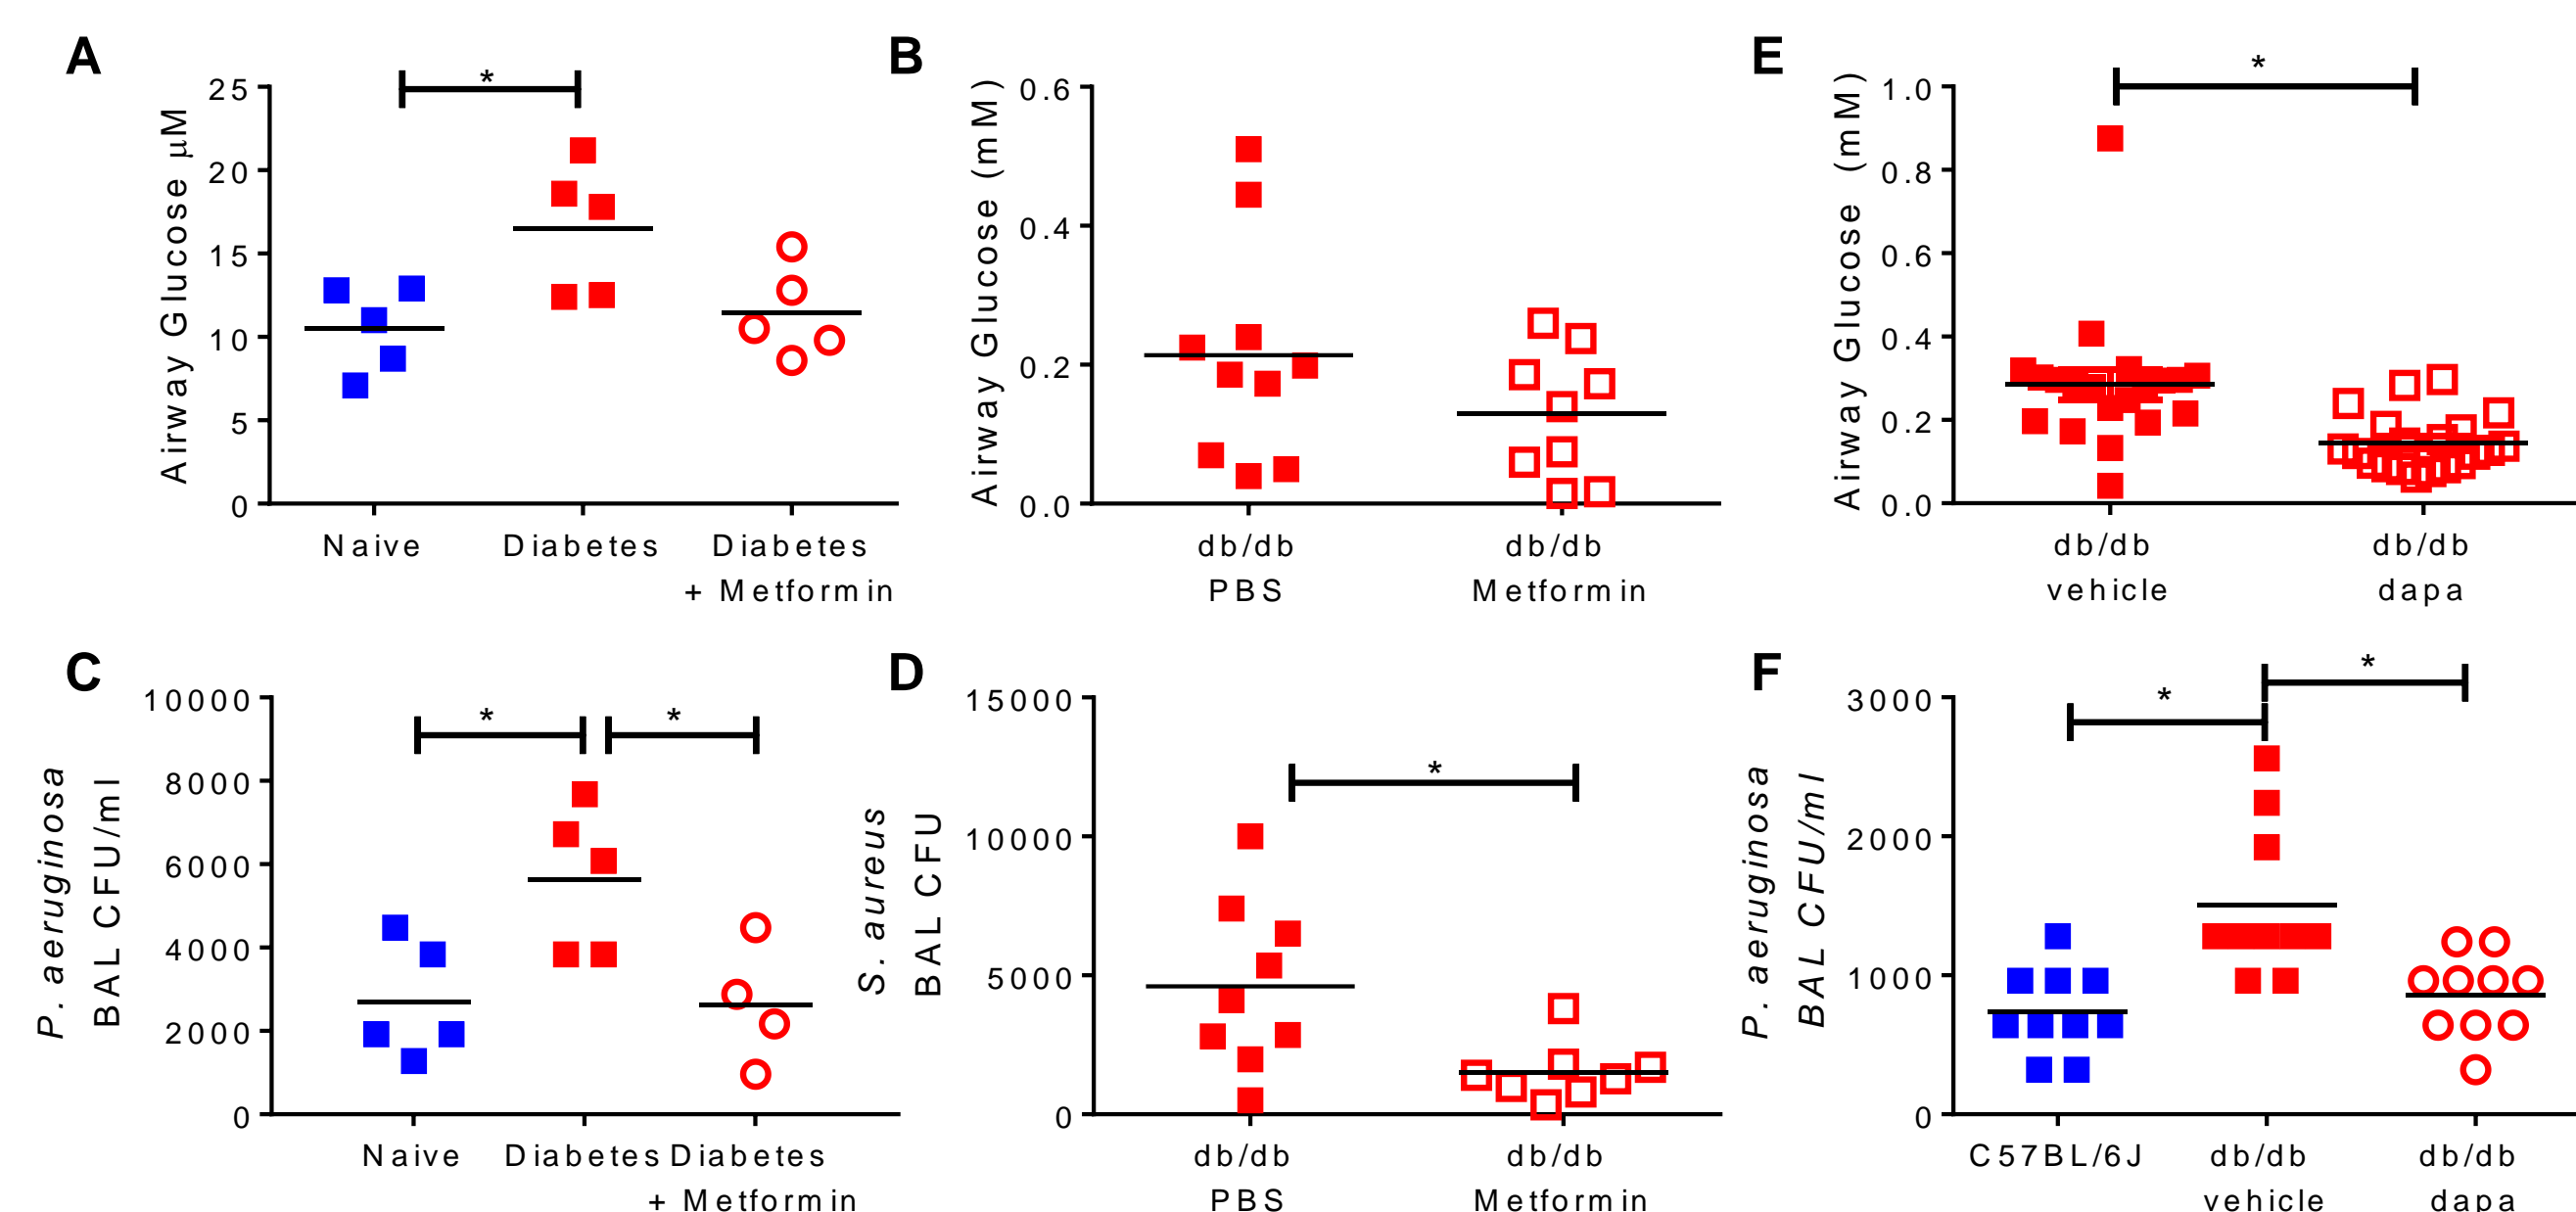 A
Airway Glucose µM
25
20
15
10
5
0
*
Naive
Diabetes
Diabetes
+ Metformin
B
Airway Glucose (mM)
0.6
0.4
0.2
0.0
db/db
PBS
db/db
Metformin
E
Airway Glucose (mM)
1.0
0.8
0.6
0.4
0.2
0.0
*
db/db
vehicle
db/db
dapa
C
P. aeruginosa
BAL CFU/ml
10000
8000
6000
4000
2000
0
*
*
Naive
Diabetes
Diabetes
+ Metformin
D
S. aureus
BAL CFU
15000
10000
5000
0
*
db/db
PBS
db/db
Metformin
F
P. aeruginosa
BAL CFU/ml
3000
2000
1000
0
*
*
C57BL/6J
db/db
vehicle
db/db
dapa